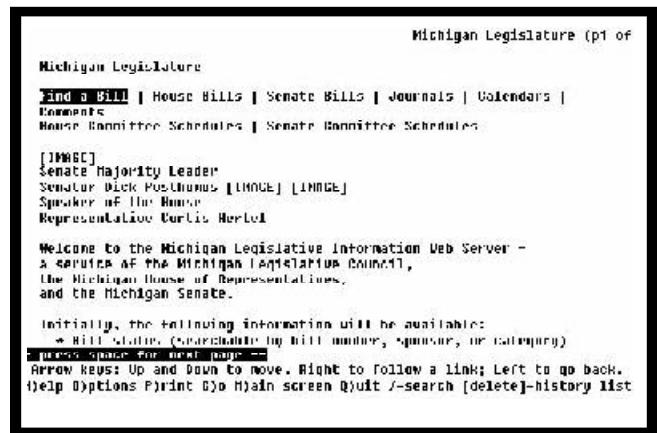 Michigan Legislature (p1 of
Michigan Legislature
Find a Bill | House Bills | Senate Bills | Journals | Calendars |
Comments
House Committee Schedules | Senate Committee Schedules
[IMAGE]
Senate Majority Leader
Senator Dick Posthumus [IMAGE] [IMAGE]
Speaker of the House
Representative Curtis Hertel
Welcome to the Michigan Legislative Information Web Server -
A service of the Michigan Legislative Council,
the Michigan House of Representatives,
and the Michigan Senate.
Initially, the following information will be available:
* Bill status (searchable by bill number, sponsor, or category)
- press space for next page --
Arrow keys: Up and Down to move. Right to follow a link; Left to go back.
H)elp O)ptions P)rint G)o M)ain screen Q)uit /=search [delete]=history list